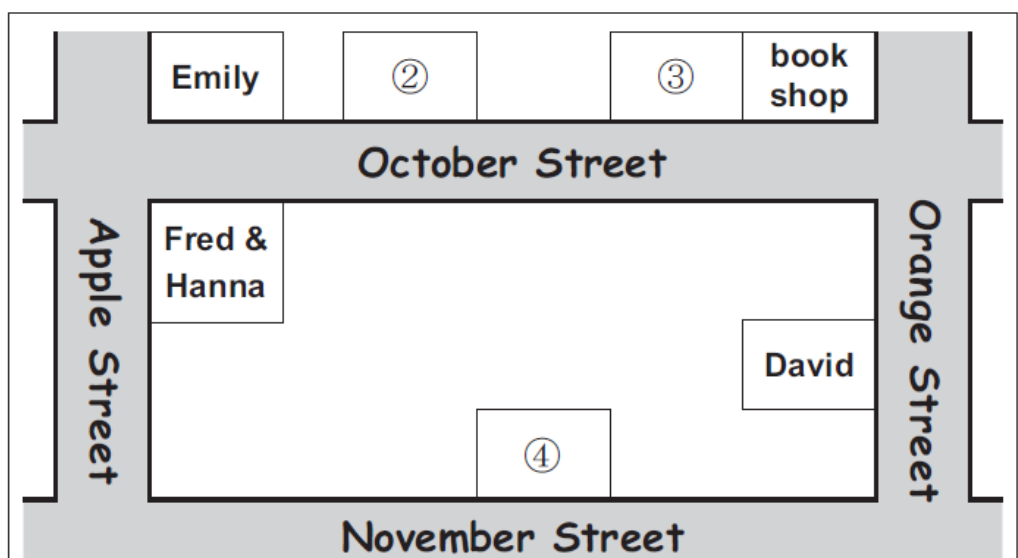 Emily
②
③
book
shop
October Street
Fred &
Hanna
Apple Street
Orange Street
David
④
November Street